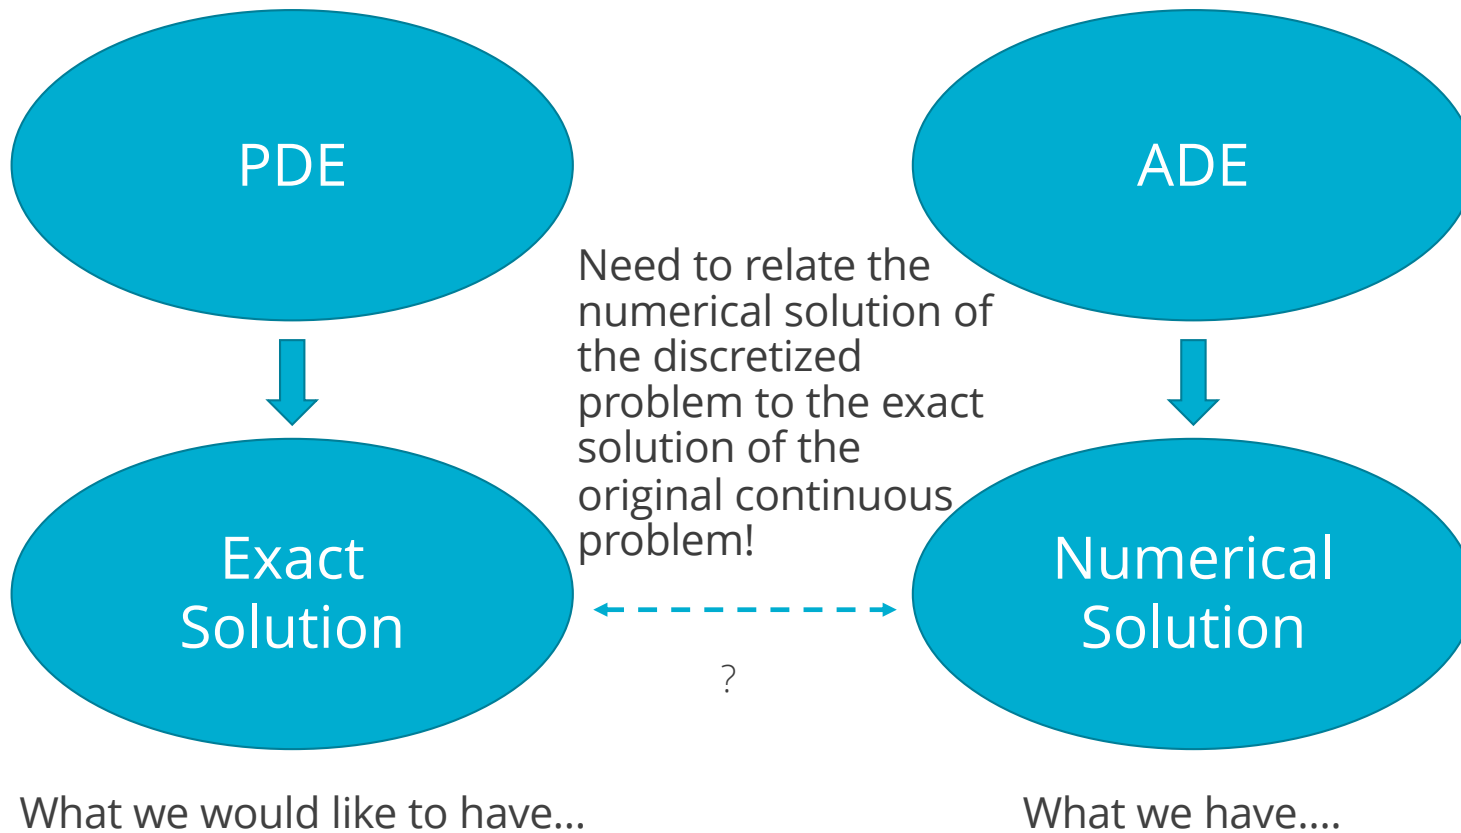 PDE
ADE
Need to relate the
numerical solution of
the discretized
problem to the exact
solution of the
original continuous
problem!
Exact
Solution
Numerical
Solution
?
What we would like to have...
What we have....